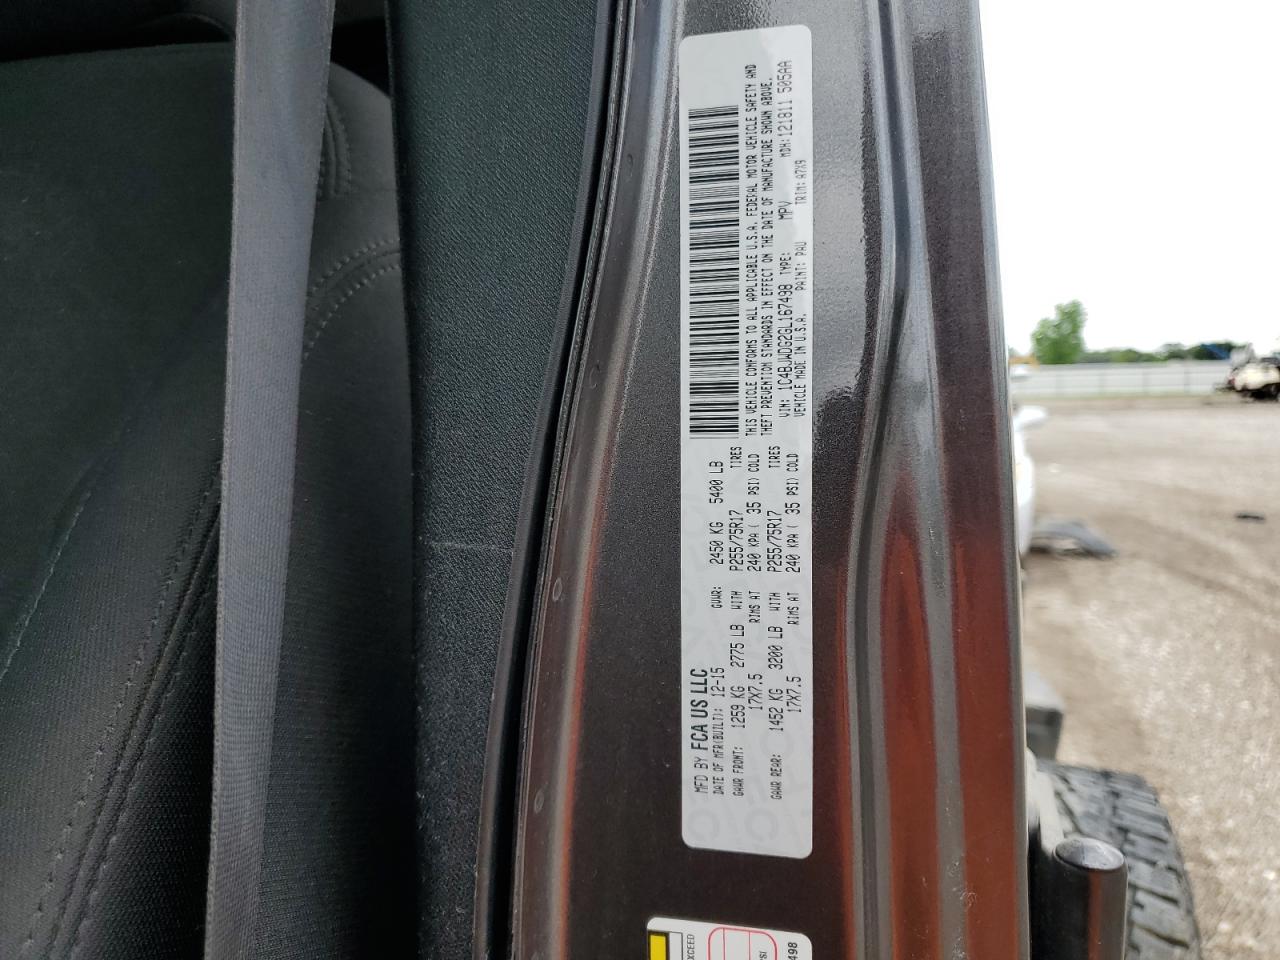 MFD BY FCA US LLC
DATE OF MFR(BUILT): 12-15 GVWR: 2450 KG 5400 LB
GAWR FRONT: 1259 KG 2775 LB WITH P255/75R17 TIRES
17X7.5 RIMS AT 240 KPA ( 35 PSI) COLD
GAWR REAR: 1452 KG 3200 LB WITH P255/75R17 TIRES
17X7.5 RIMS AT 240 KPA ( 35 PSI) COLD
THIS VEHICLE CONFORMS TO ALL APPLICABLE U.S.A. FEDERAL MOTOR VEHICLE SAFETY AND
THEFT PREVENTION STANDARDS IN EFFECT ON THE DATE OF MANUFACTURE SHOWN ABOVE.
VIN: 1C4BJWDG2GL167498 TYPE: MPV MDH:121811 505AA
VEHICLE MADE IN U.S.A. PAINT: PAU TRIM: A7X9
EXCEED
PSI
498